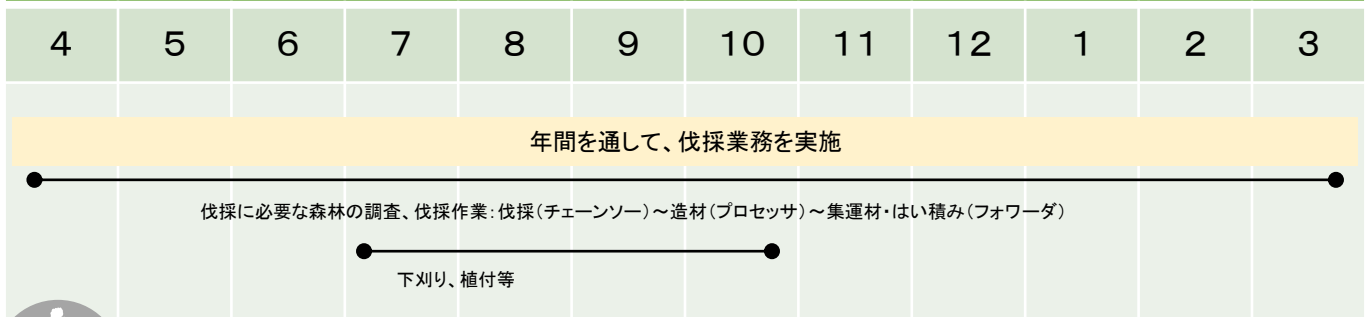 4 5 6 7 8 9 10 11 12 1 2 3
年間を通して、伐採業務を実施
伐採に必要な森林の調査、伐採作業：伐採（チェーンソー）～造材（プロセッサ）～集運材・はい積み（フォワーダ）
下刈り、植付等